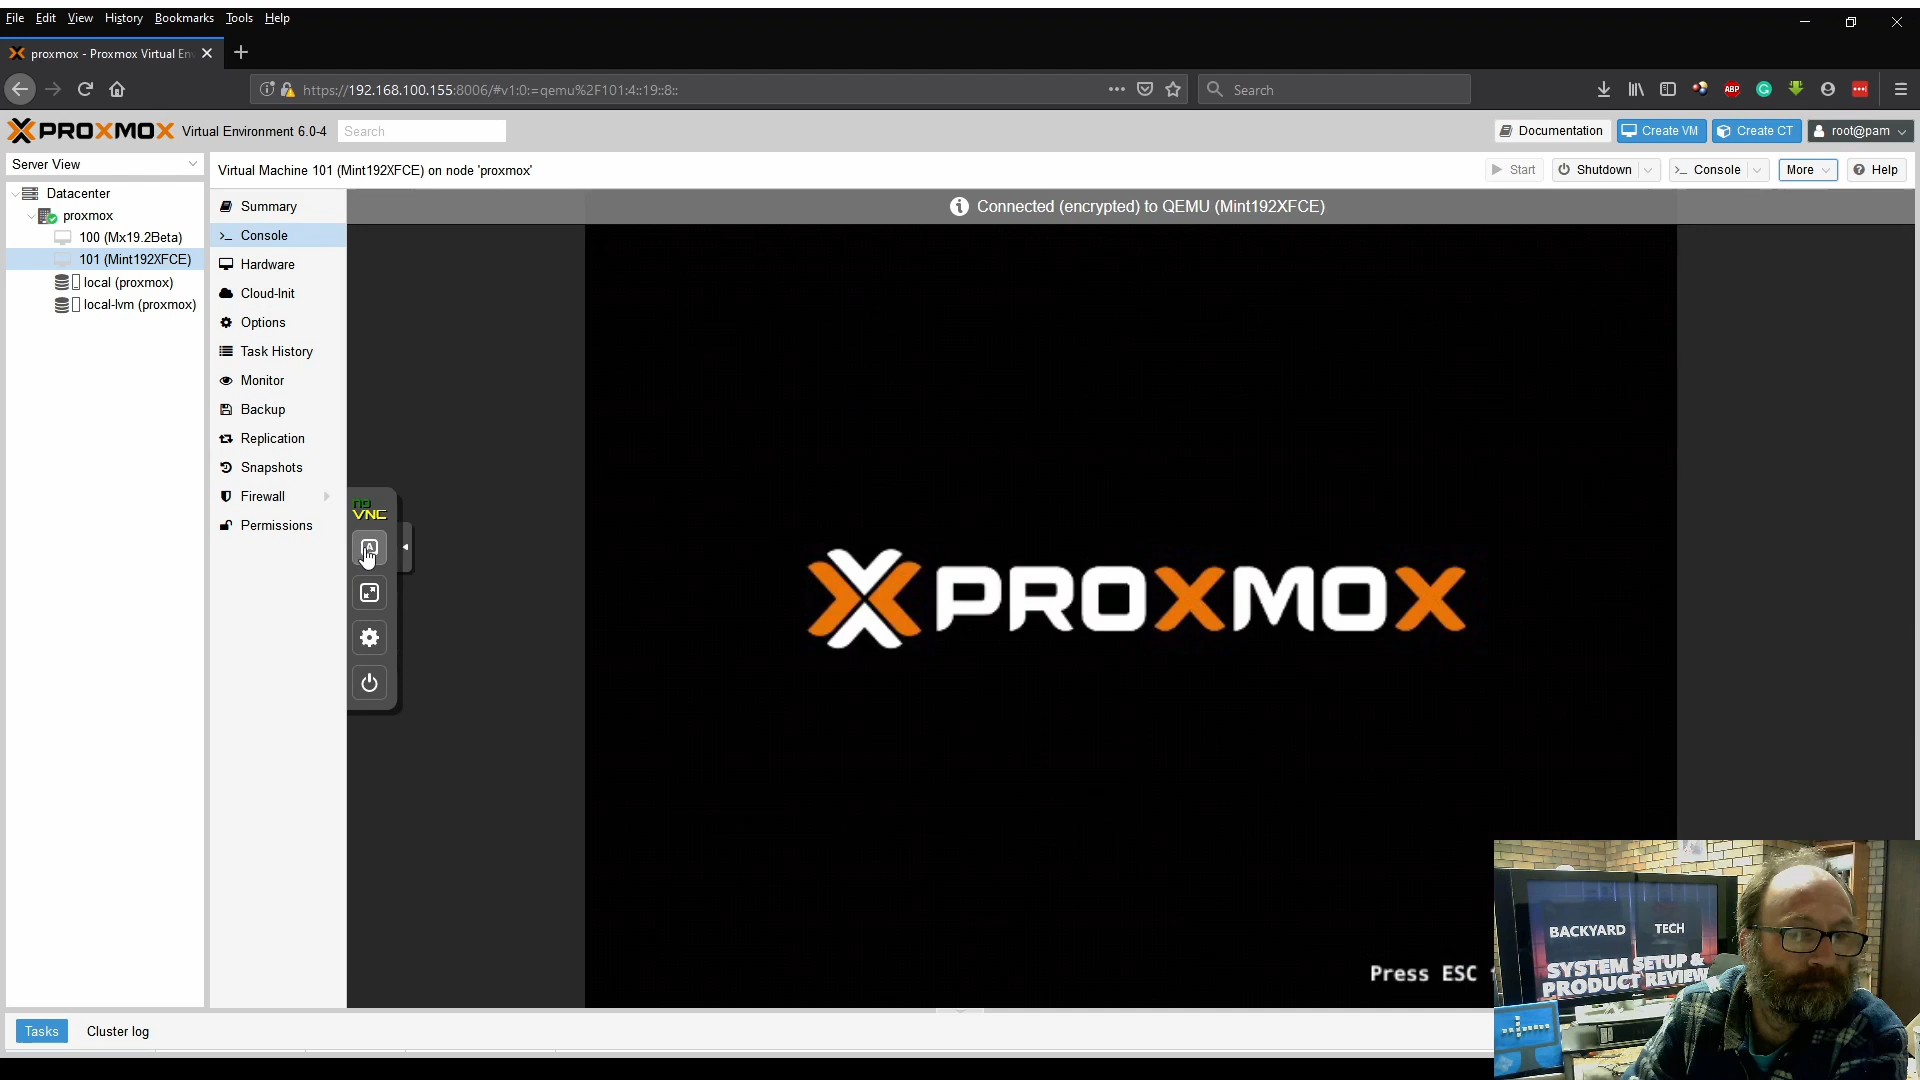 File Edit View History Bookmarks Tools Help
proxmox - Proxmox Virtual En
https://192.168.100.155:8006/#v1:0:=qemu%2F101:4::19::8::
Search
ABP
PROXMOX Virtual Environment 6.0-4
Search
Documentation
Create VM
Create CT
root@pam
Server View
Virtual Machine 101 (Mint192XFCE) on node 'proxmox'
Start
Shutdown
Console
More
Help
Datacenter
proxmox
100 (Mx19.2Beta)
101 (Mint192XFCE)
local (proxmox)
local-lvm (proxmox)
Summary
Console
Hardware
Cloud-Init
Options
Task History
Monitor
Backup
Replication
Snapshots
Firewall
Permissions
Connected (encrypted) to QEMU (Mint192XFCE)
no
VNC
A
PROXMOX
Press ESC
BACKYARD TECH
SYSTEM SETUP &
PRODUCT REVIEW
Tasks
Cluster log